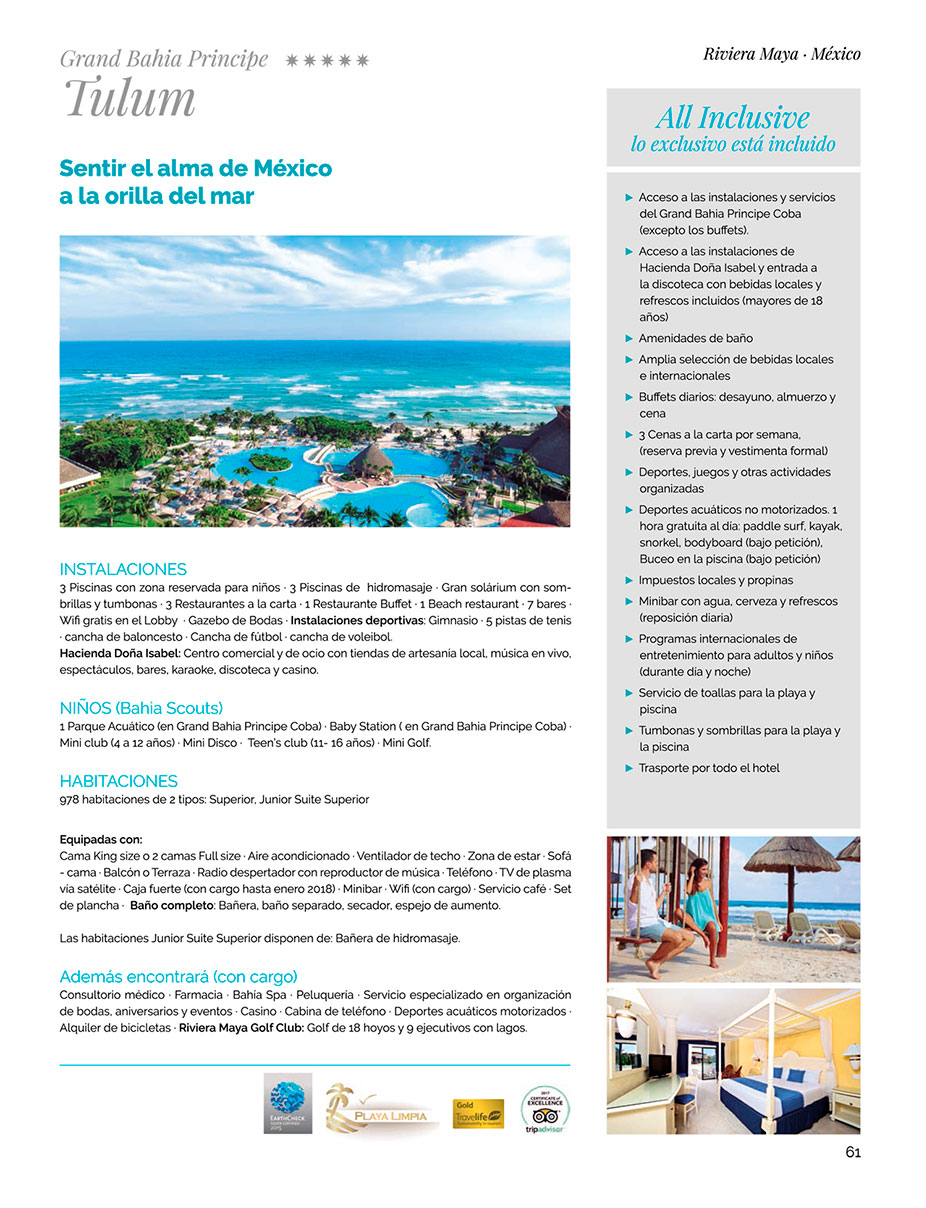 Grand Bahia Principe ✷✷✷✷✷
Tulum
Riviera Maya · México
Sentir el alma de México
a la orilla del mar
INSTALACIONES
3 Piscinas con zona reservada para niños · 3 Piscinas de hidromasaje · Gran solárium con som-
brillas y tumbonas · 3 Restaurantes a la carta · 1 Restaurante Buffet · 1 Beach restaurant · 7 bares ·
Wifi gratis en el Lobby · Gazebo de Bodas · Instalaciones deportivas: Gimnasio · 5 pistas de tenis
· cancha de baloncesto · Cancha de fútbol · cancha de voleibol.
Hacienda Doña Isabel: Centro comercial y de ocio con tiendas de artesanía local, música en vivo,
espectáculos, bares, karaoke, discoteca y casino.
NIÑOS (Bahia Scouts)
1 Parque Acuático (en Grand Bahia Principe Coba) · Baby Station ( en Grand Bahia Principe Coba) ·
Mini club (4 a 12 años) · Mini Disco · Teen's club (11- 16 años) · Mini Golf.
HABITACIONES
978 habitaciones de 2 tipos: Superior, Junior Suite Superior
Equipadas con:
Cama King size o 2 camas Full size · Aire acondicionado · Ventilador de techo · Zona de estar · Sofá
- cama · Balcón o Terraza · Radio despertador con reproductor de música · Teléfono · TV de plasma
vía satélite · Caja fuerte (con cargo hasta enero 2018) · Minibar · Wifi (con cargo) · Servicio café · Set
de plancha · Baño completo: Bañera, baño separado, secador, espejo de aumento.
Las habitaciones Junior Suite Superior disponen de: Bañera de hidromasaje.
Además encontrará (con cargo)
Consultorio médico · Farmacia · Bahía Spa · Peluquería · Servicio especializado en organización
de bodas, aniversarios y eventos · Casino · Cabina de teléfono · Deportes acuáticos motorizados ·
Alquiler de bicicletas · Riviera Maya Golf Club: Golf de 18 hoyos y 9 ejecutivos con lagos.
EARTHCHECK
2015
PLAYA LIMPIA
Gold
Travelife
Sustainability in tourism
2017
CERTIFICATE of
EXCELLENCE
tripadvisor
All Inclusive
lo exclusivo está incluido
► Acceso a las instalaciones y servicios
del Grand Bahia Principe Coba
(excepto los buffets).
► Acceso a las instalaciones de
Hacienda Doña Isabel y entrada a
la discoteca con bebidas locales y
refrescos incluidos (mayores de 18
años)
► Amenidades de baño
► Amplia selección de bebidas locales
e internacionales
► Buffets diarios: desayuno, almuerzo y
cena
► 3 Cenas a la carta por semana,
(reserva previa y vestimenta formal)
► Deportes, juegos y otras actividades
organizadas
► Deportes acuáticos no motorizados. 1
hora gratuita al día: paddle surf, kayak,
snorkel, bodyboard (bajo petición),
Buceo en la piscina (bajo petición)
► Impuestos locales y propinas
► Minibar con agua, cerveza y refrescos
(reposición diaria)
► Programas internacionales de
entretenimiento para adultos y niños
(durante día y noche)
► Servicio de toallas para la playa y
piscina
► Tumbonas y sombrillas para la playa y
la piscina
► Trasporte por todo el hotel
61